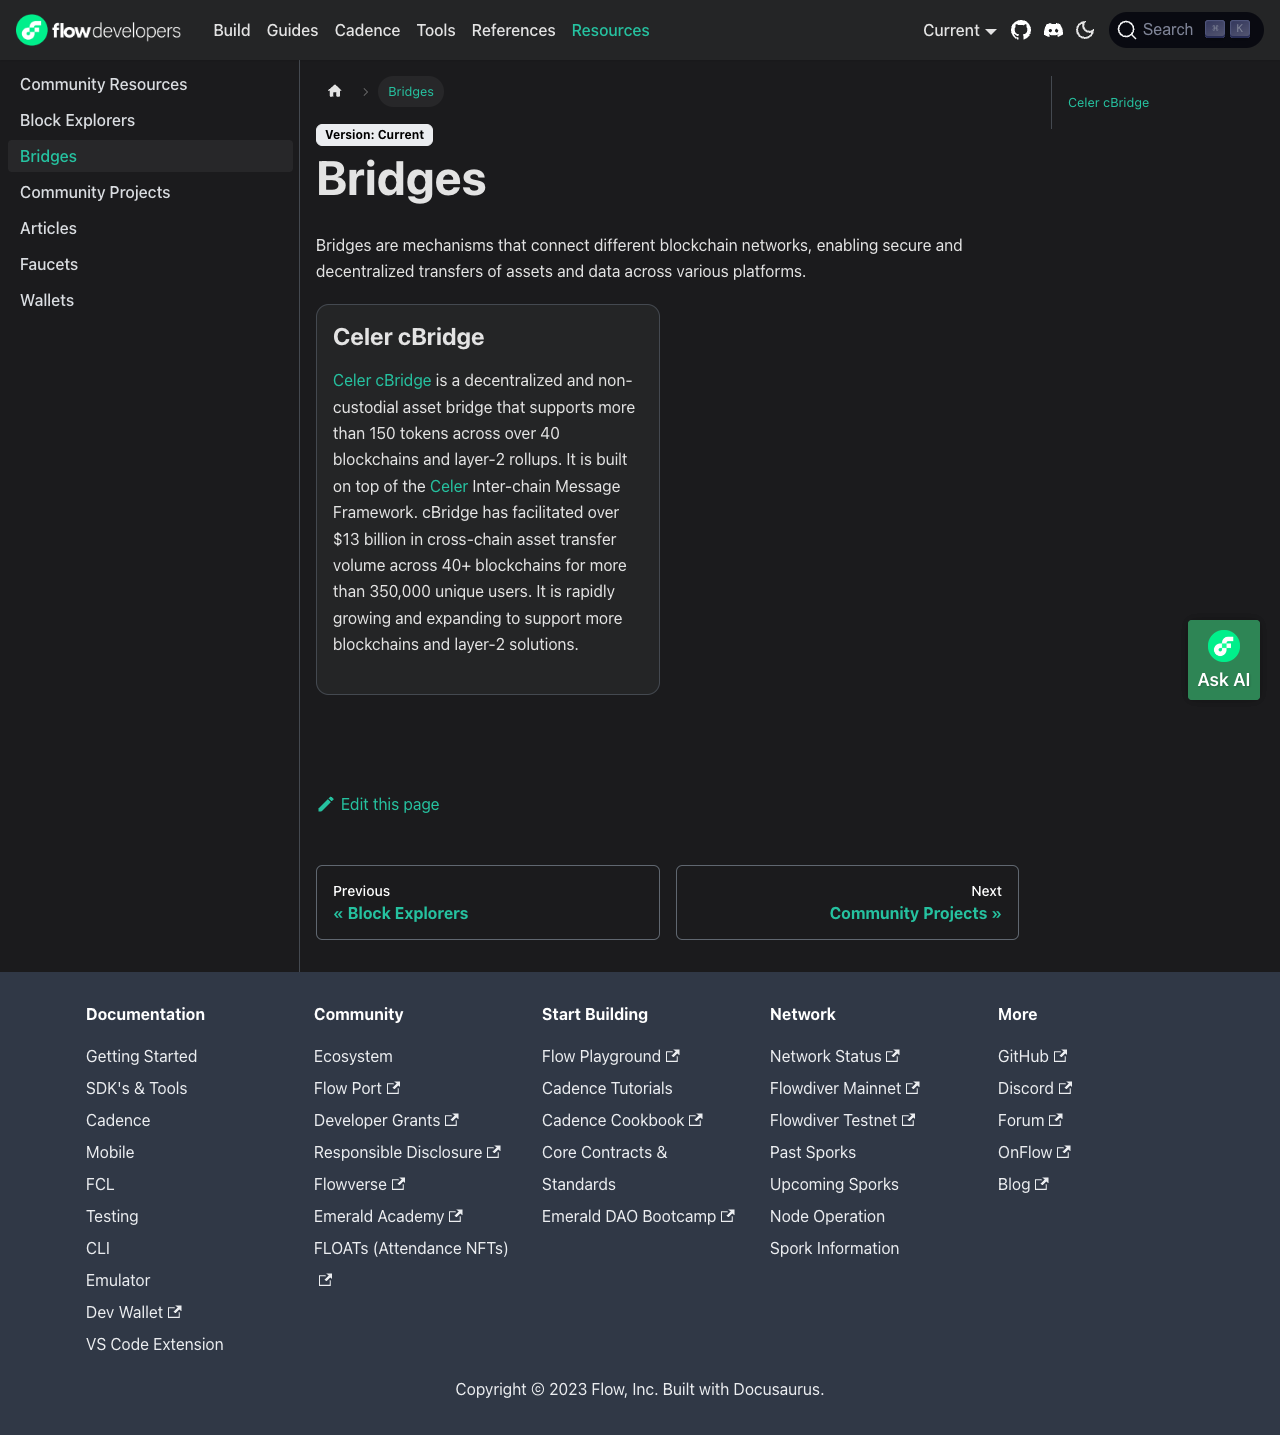 flowdevelopers
Build Guides Cadence Tools References Resources
Current
Search ⌘ K
Community Resources
Block Explorers
Bridges
Community Projects
Articles
Faucets
Wallets
Bridges
Celer cBridge
Version: Current
Bridges
Bridges are mechanisms that connect different blockchain networks, enabling secure and
decentralized transfers of assets and data across various platforms.
Celer cBridge
Celer cBridge is a decentralized and non-
custodial asset bridge that supports more
than 150 tokens across over 40
blockchains and layer-2 rollups. It is built
on top of the Celer Inter-chain Message
Framework. cBridge has facilitated over
$13 billion in cross-chain asset transfer
volume across 40+ blockchains for more
than 350,000 unique users. It is rapidly
growing and expanding to support more
blockchains and layer-2 solutions.
Ask AI
Edit this page
Previous
« Block Explorers
Next
Community Projects »
Documentation
Getting Started
SDK's & Tools
Cadence
Mobile
FCL
Testing
CLI
Emulator
Dev Wallet
VS Code Extension
Community
Ecosystem
Flow Port
Developer Grants
Responsible Disclosure
Flowverse
Emerald Academy
FLOATs (Attendance NFTs)
Start Building
Flow Playground
Cadence Tutorials
Cadence Cookbook
Core Contracts &
Standards
Emerald DAO Bootcamp
Network
Network Status
Flowdiver Mainnet
Flowdiver Testnet
Past Sporks
Upcoming Sporks
Node Operation
Spork Information
More
GitHub
Discord
Forum
OnFlow
Blog
Copyright © 2023 Flow, Inc. Built with Docusaurus.